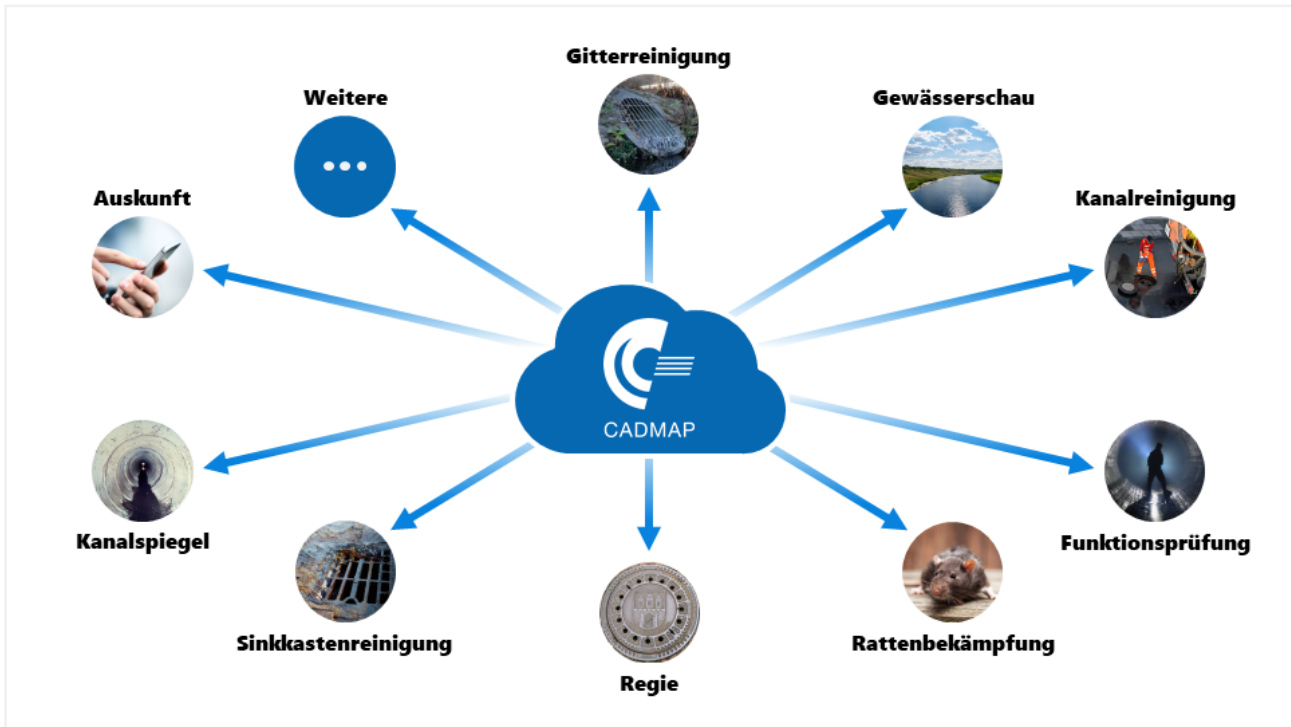 Gitterreinigung
Weitere
Gewässerschau
Auskunft
Kanalreinigung
CADMAP
Kanalspiegel
Funktionsprüfung
Sinkkastenreinigung
Rattenbekämpfung
Regie